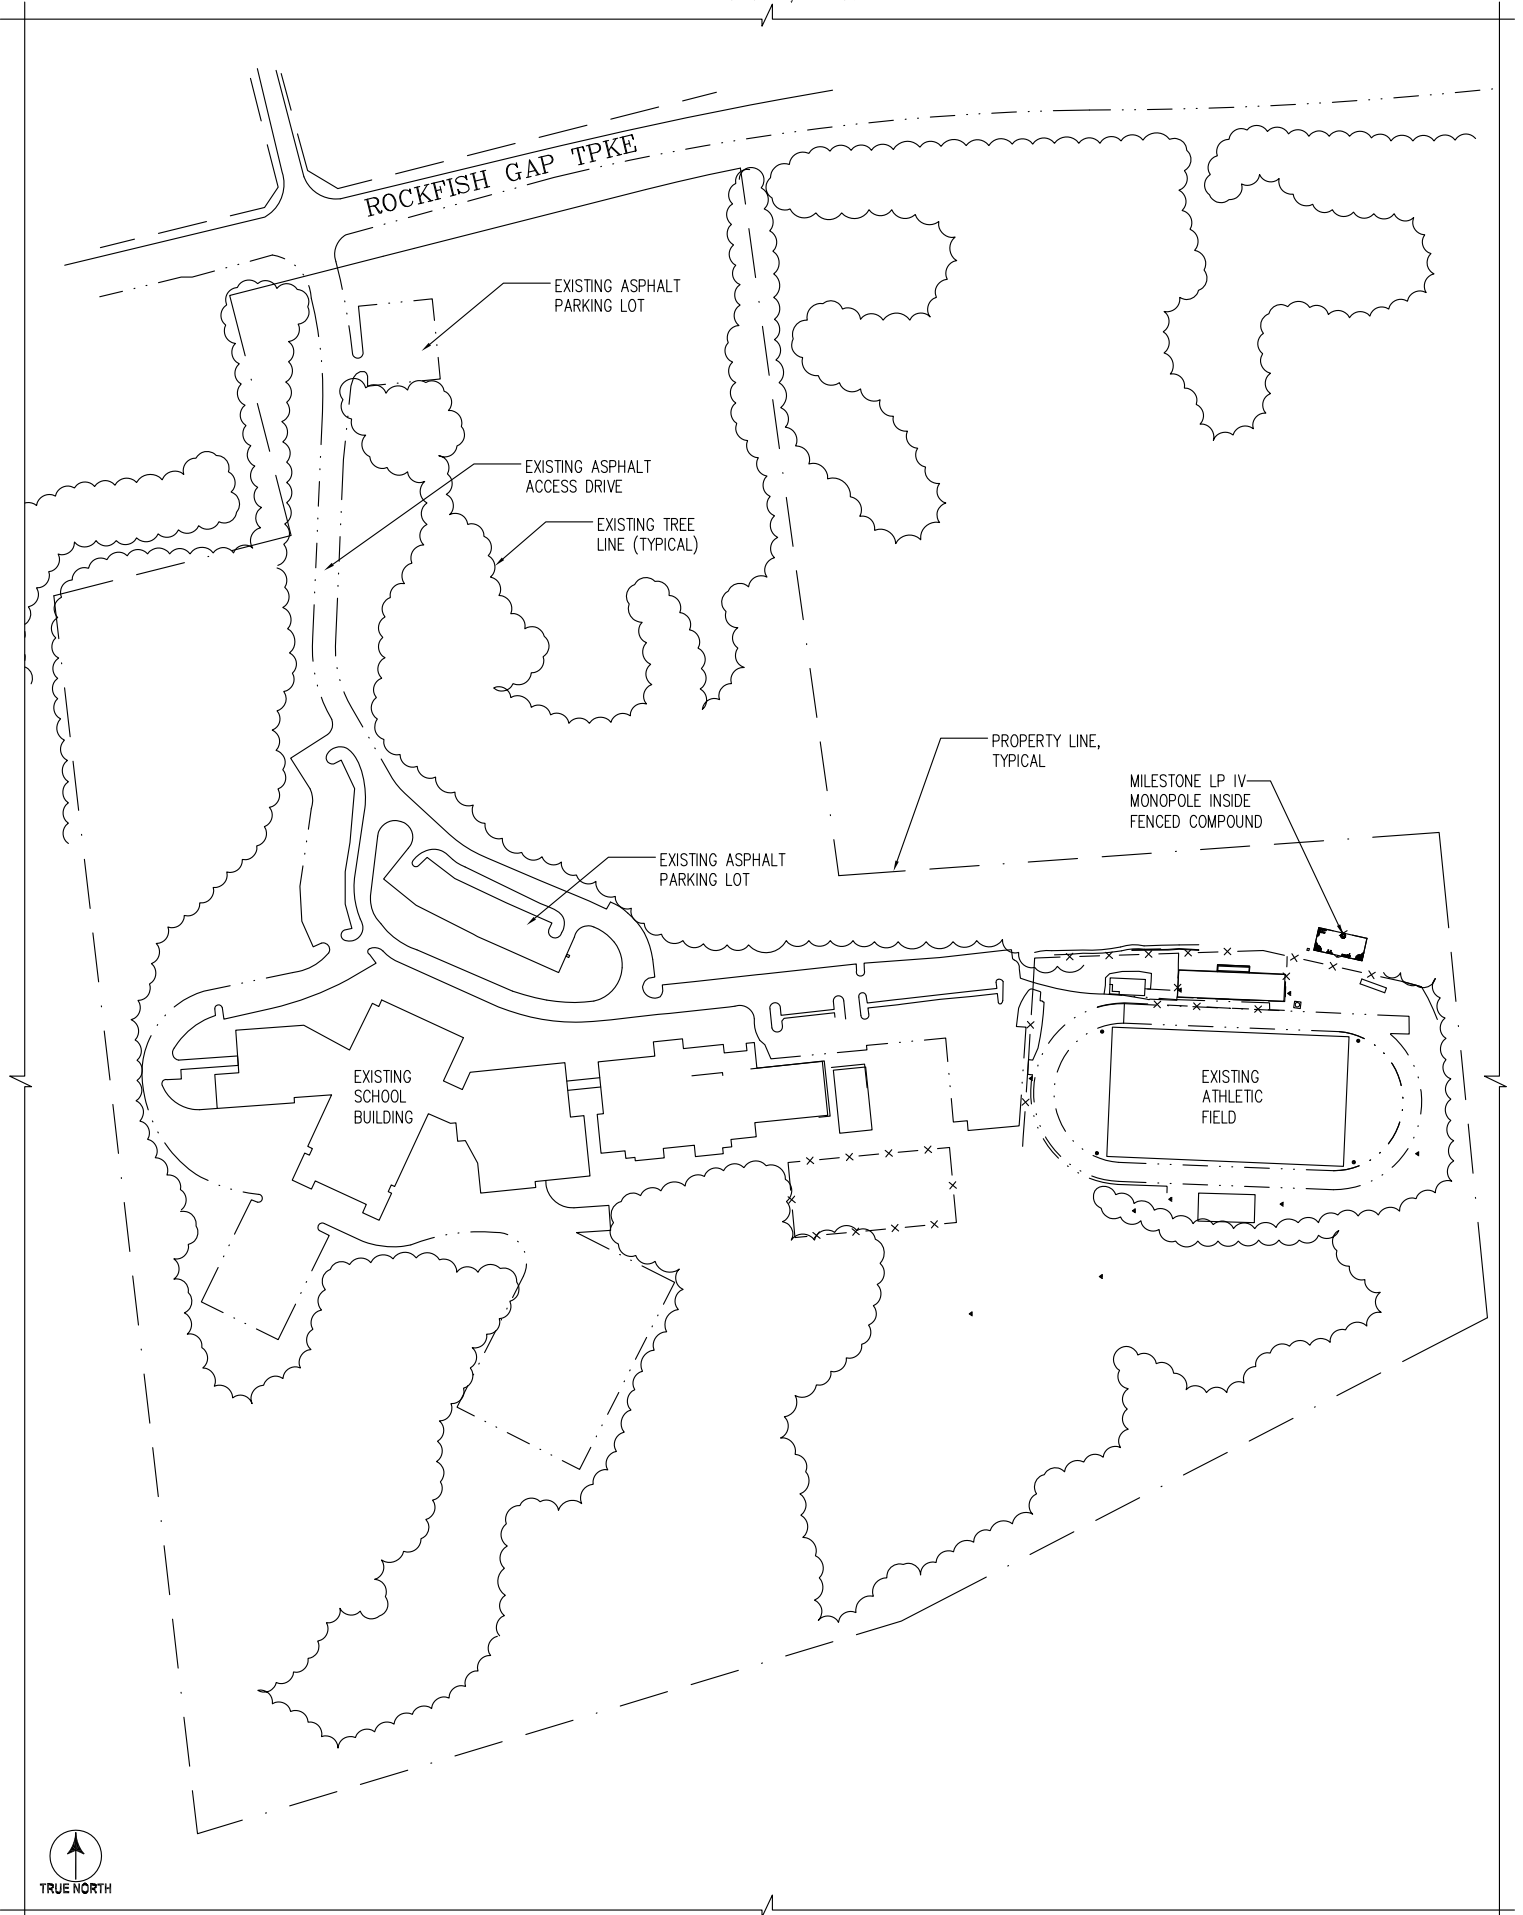 ROCKFISH GAP TPKE
EXISTING ASPHALT
PARKING LOT
EXISTING ASPHALT
ACCESS DRIVE
EXISTING TREE
LINE (TYPICAL)
PROPERTY LINE,
TYPICAL
MILESTONE LP IV
MONOPOLE INSIDE
FENCED COMPOUND
EXISTING ASPHALT
PARKING LOT
EXISTING
SCHOOL
BUILDING
EXISTING
ATHLETIC
FIELD
TRUE NORTH